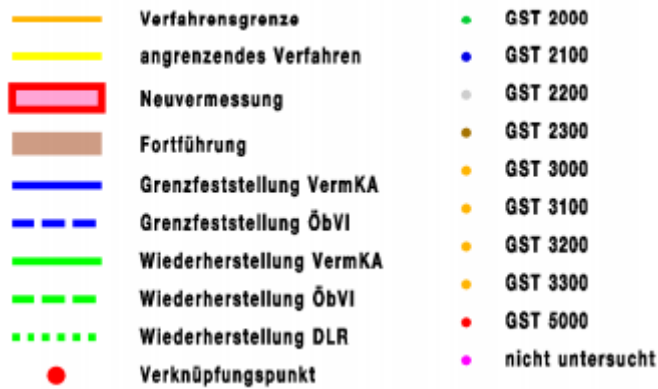 Verfahrensgrenze
angrenzendes Verfahren
Neuvermessung
Fortführung
Grenzfeststellung VermKA
Grenzfeststellung ÖbVI
Wiederherstellung VermKA
Wiederherstellung ÖbVI
Wiederherstellung DLR
Verknüpfungspunkt
GST 2000
GST 2100
GST 2200
GST 2300
GST 3000
GST 3100
GST 3200
GST 3300
GST 5000
nicht untersucht